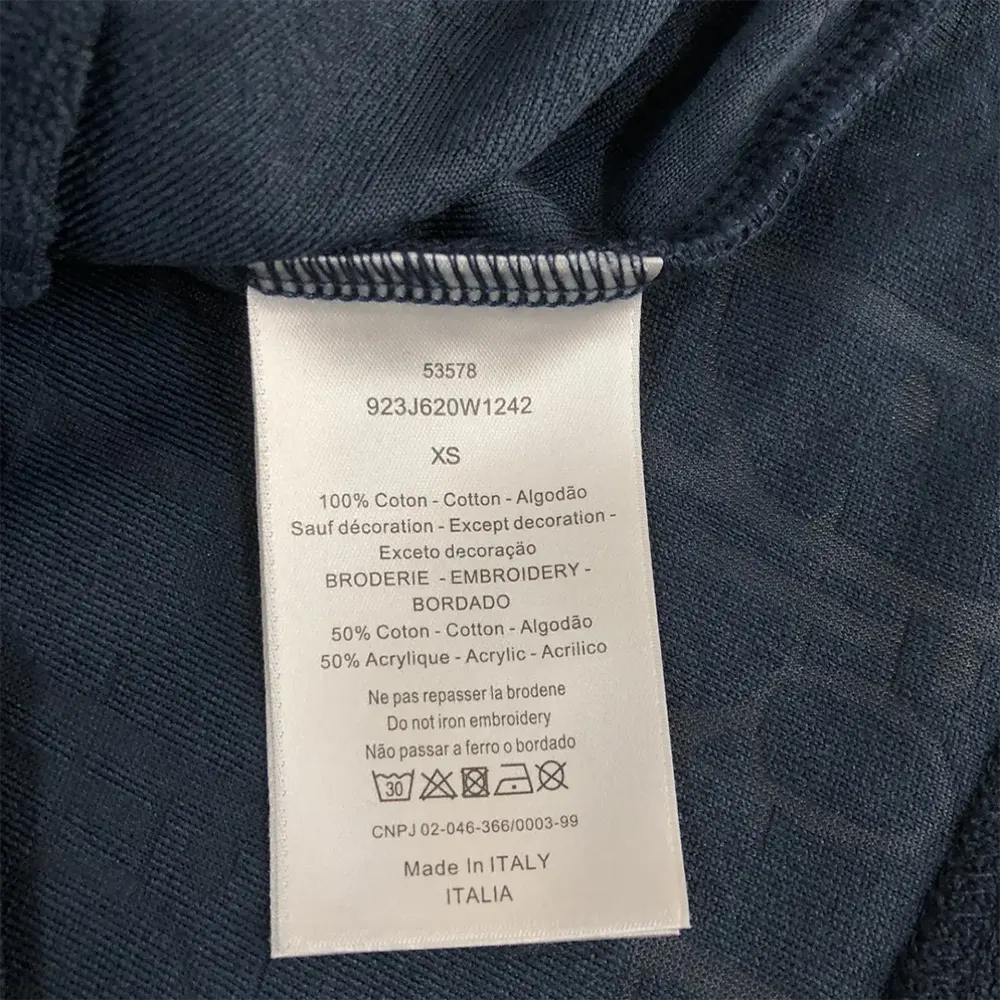 53578
923J620W1242
XS
100% Coton - Cotton - Algodão
Sauf décoration - Except decoration -
Exceto decoração
BRODERIE - EMBROIDERY -
BORDADO
50% Coton - Cotton - Algodão
50% Acrylique - Acrylic - Acrilico
Ne pas repasser la brodene
Do not iron embroidery
Não passar a ferro o bordado
30
CNPJ 02-046-366/0003-99
Made In ITALY
ITALIA